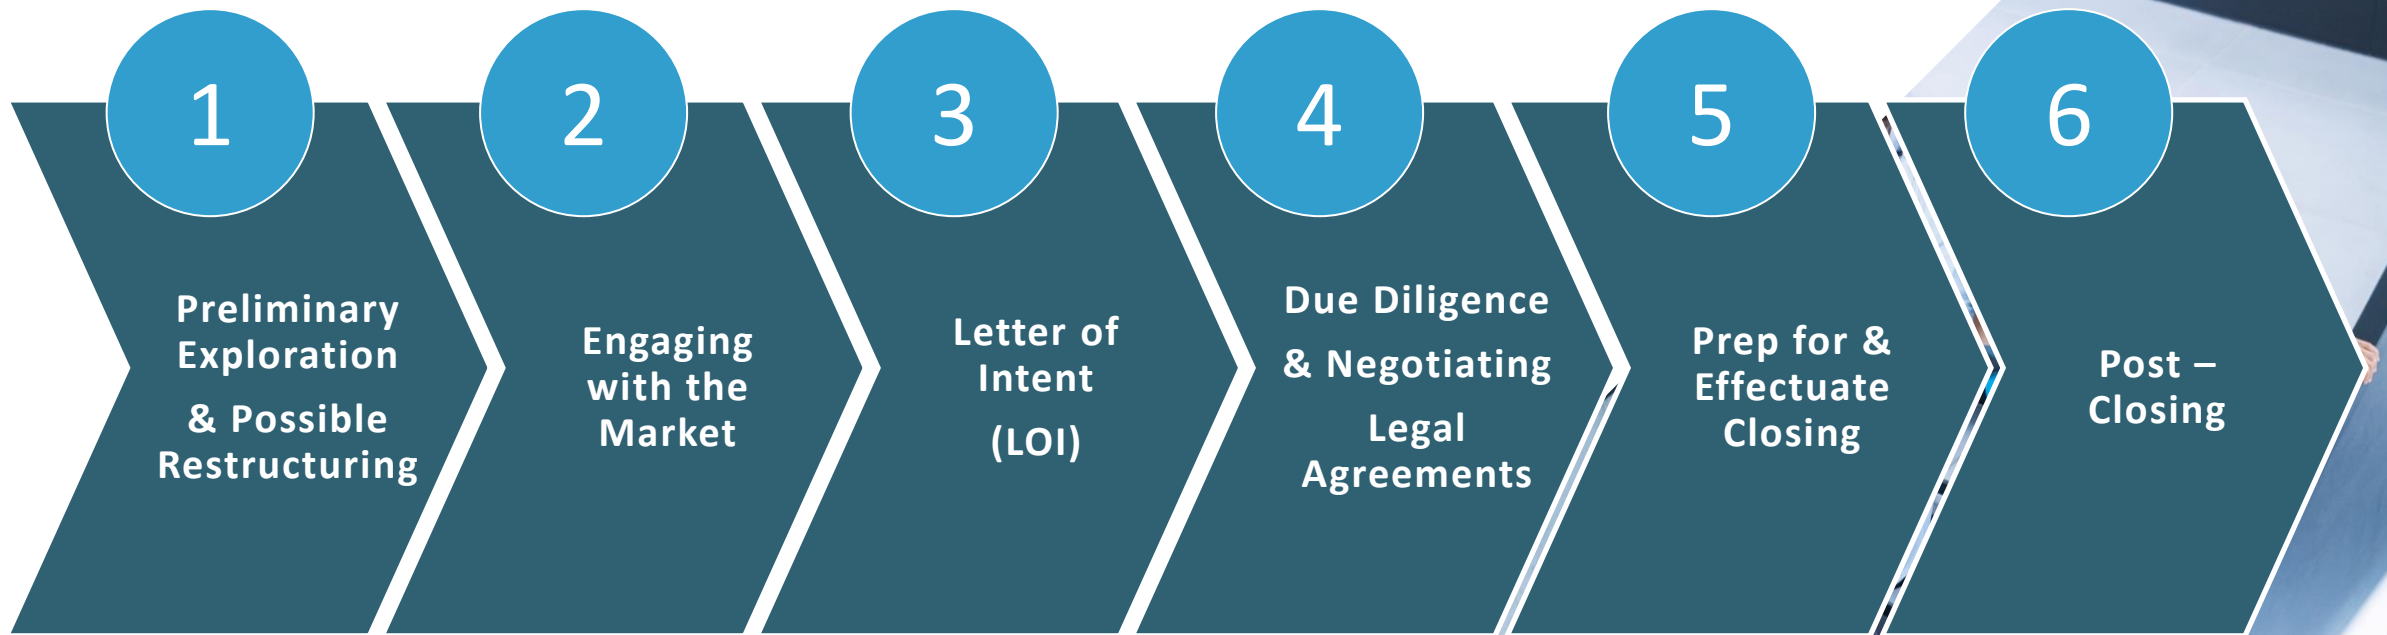 1
Preliminary
Exploration
& Possible
Restructuring
2
Engaging
with the
Market
3
Letter of
Intent
(LOI)
4
Due Diligence
& Negotiating
Legal
Agreements
5
Prep for &
Effectuate
Closing
6
Post –
Closing